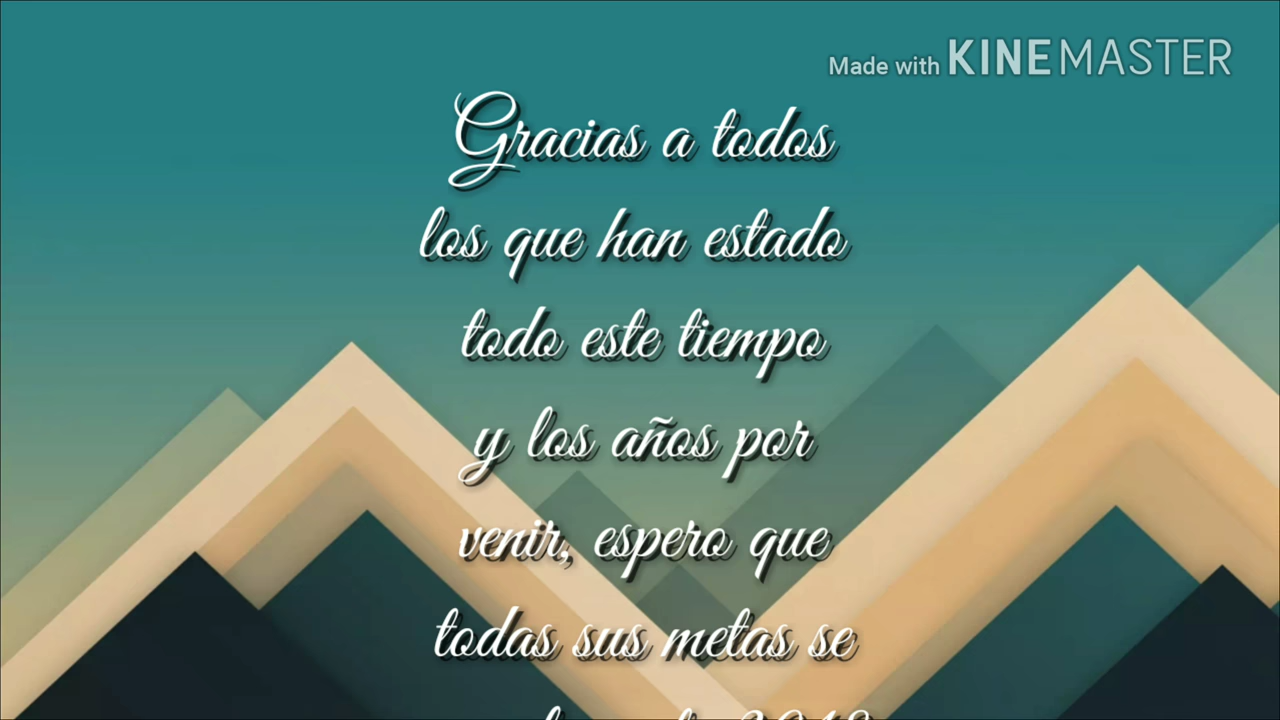 Made with KINEMASTER
Gracias a todos
los que han estado
todo este tiempo
y los años por
venir, espero que
todas sus metas se